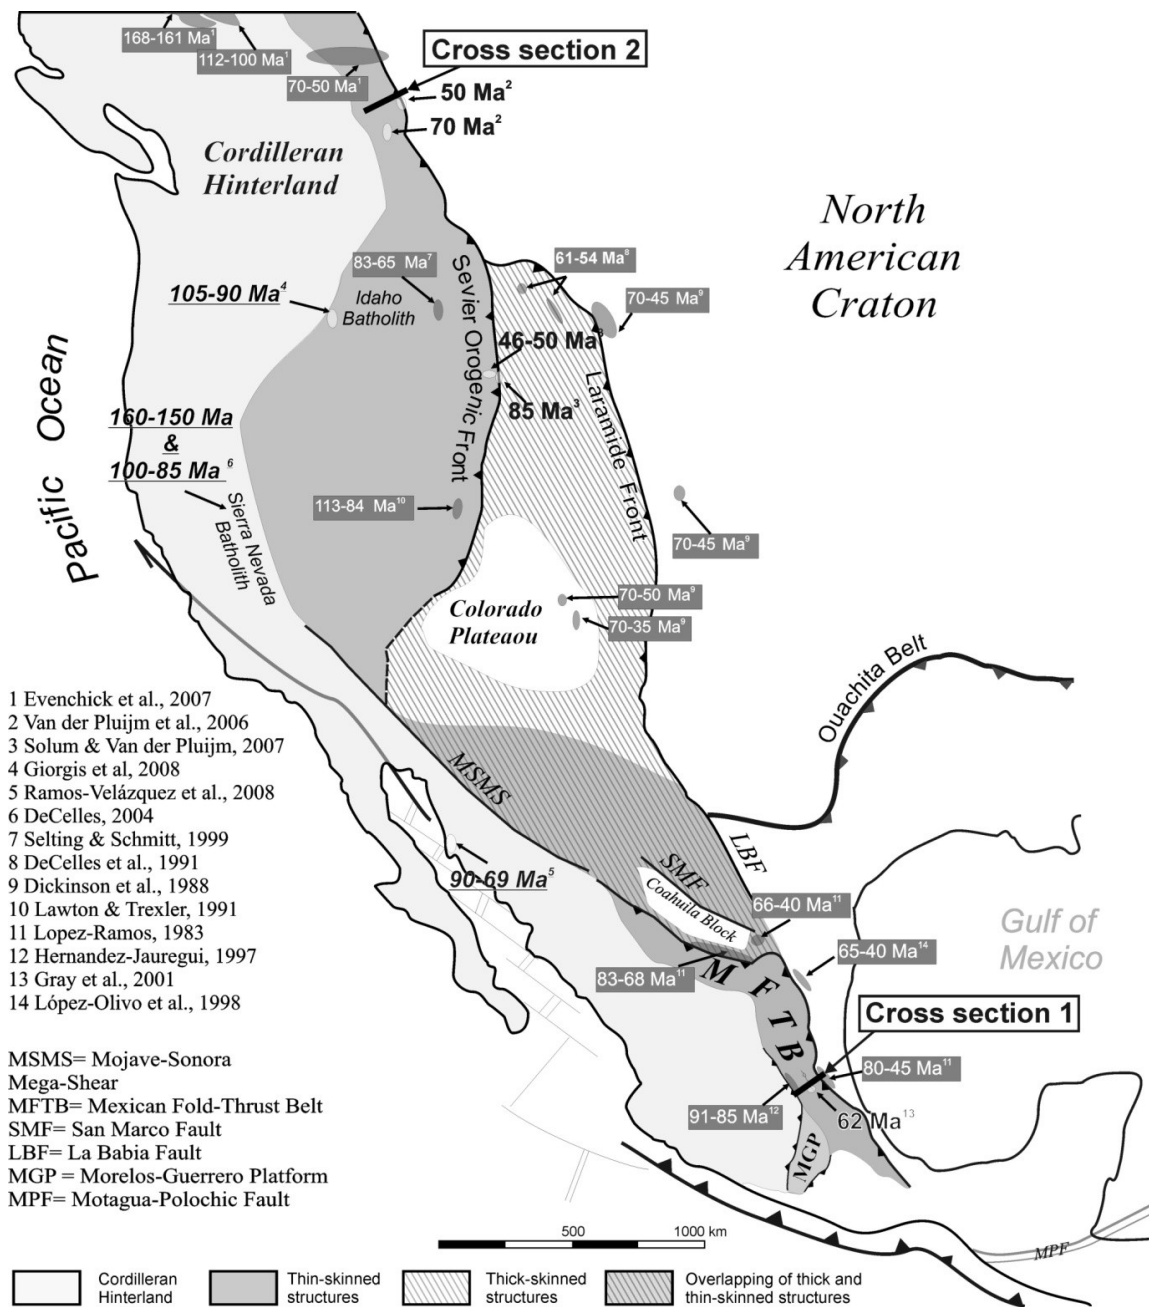 168-161 Ma1
112-100 Ma1
70-50 Ma1
Cross section 2
50 Ma2
70 Ma2
Cordilleran
Hinterland
North
American
Craton
83-65 Ma7
61-54 Ma8
70-45 Ma9
105-90 Ma4
Idaho
Batholith
Sevier Orogenic Front
46-50 Ma3
85 Ma3
Laramide Front
Pacific Ocean
160-150 Ma
&
100-85 Ma 6
Sierra Nevada
Batholith
113-84 Ma10
70-45 Ma9
Colorado
Plateaou
70-50 Ma9
70-35 Ma9
Ouachita Belt
1 Evenchick et al., 2007
2 Van der Pluijm et al., 2006
3 Solum & Van der Pluijm, 2007
4 Giorgis et al, 2008
5 Ramos-Velázquez et al., 2008
6 DeCelles, 2004
7 Selting & Schmitt, 1999
8 DeCelles et al., 1991
9 Dickinson et al., 1988
10 Lawton & Trexler, 1991
11 Lopez-Ramos, 1983
12 Hernandez-Jauregui, 1997
13 Gray et al., 2001
14 López-Olivo et al., 1998
MSMS
90-69 Ma5
SMF
LBF
Coahuila Block
66-40 Ma11
83-68 Ma11
65-40 Ma14
Gulf of
Mexico
MFTB
Cross section 1
80-45 Ma11
91-85 Ma12
62 Ma13
MGP
MPF
MSMS= Mojave-Sonora
Mega-Shear
MFTB= Mexican Fold-Thrust Belt
SMF= San Marco Fault
LBF= La Babia Fault
MGP = Morelos-Guerrero Platform
MPF= Motagua-Polochic Fault
500 1000 km
Cordilleran
Hinterland
Thin-skinned
structures
Thick-skinned
structures
Overlapping of thick and
thin-skinned structures